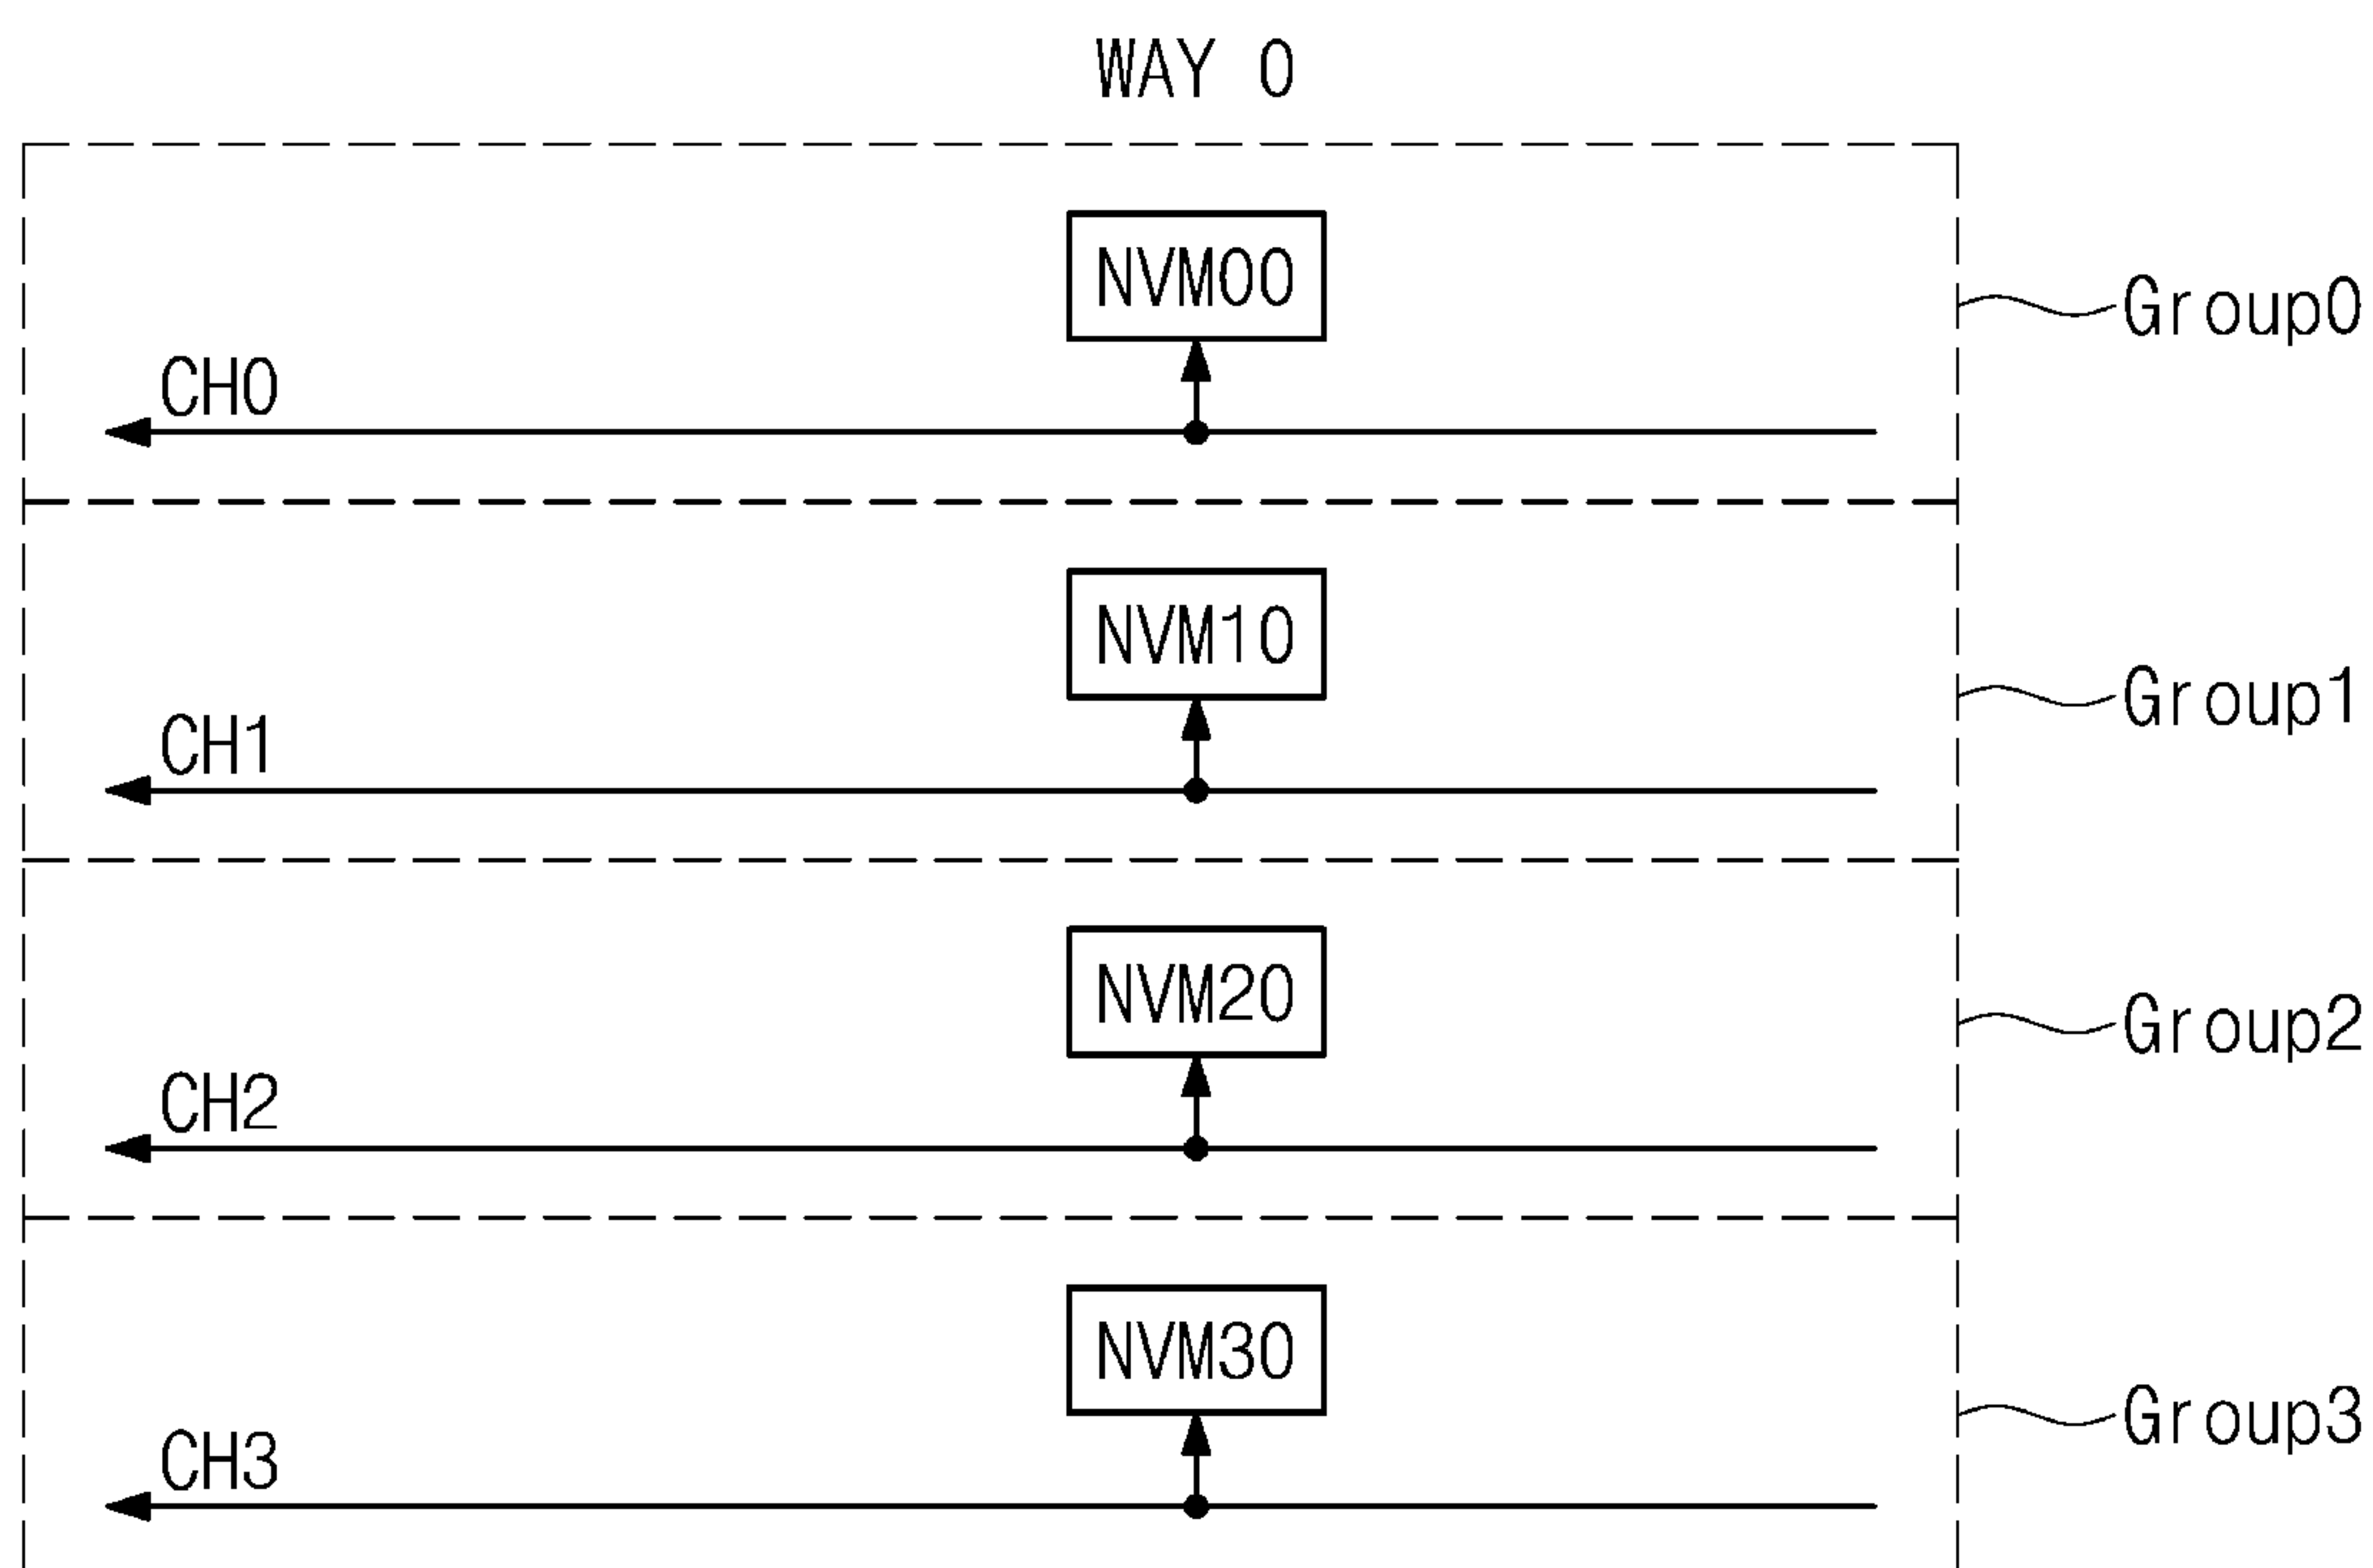 WAY 0
NVM00
Group0
CH0
NVM10
Group1
CH1
NVM20
Group2
CH2
NVM30
Group3
CH3